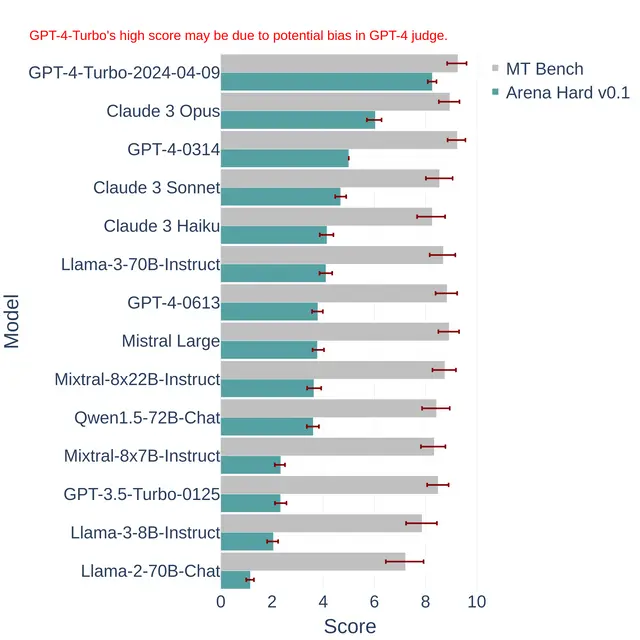 GPT-4-Turbo's high score may be due to potential bias in GPT-4 judge.
MT Bench
Arena Hard v0.1
GPT-4-Turbo-2024-04-09
Claude 3 Opus
GPT-4-0314
Claude 3 Sonnet
Claude 3 Haiku
Llama-3-70B-Instruct
GPT-4-0613
Mistral Large
Mixtral-8x22B-Instruct
Qwen1.5-72B-Chat
Mixtral-8x7B-Instruct
GPT-3.5-Turbo-0125
Llama-3-8B-Instruct
Llama-2-70B-Chat
Model
0 2 4 6 8 10
Score